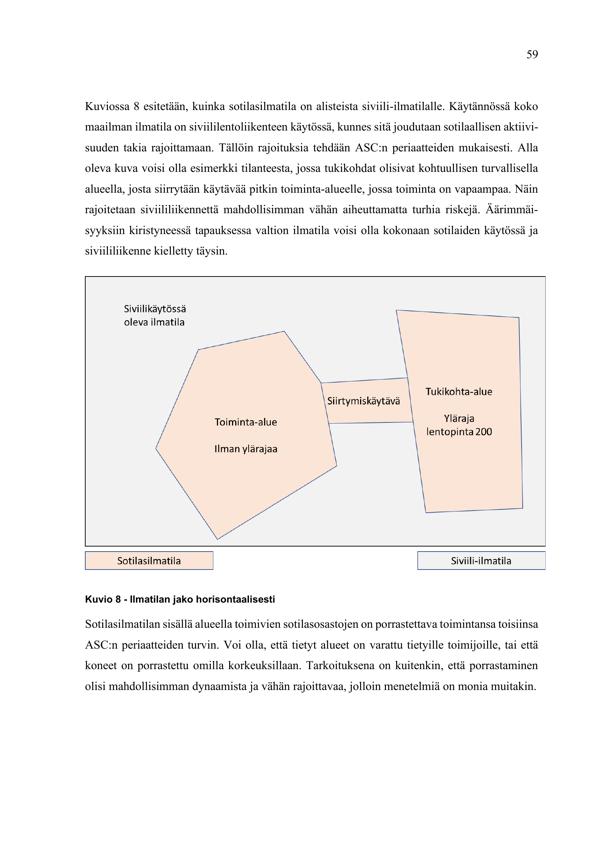 59
Kuviossa 8 esitetään, kuinka sotilasilmatila on alisteista siviili-ilmatilalle. Käytännössä koko
maailman ilmatila on siviililentoliikenteen käytössä, kunnes sitä joudutaan sotilaallisen aktiivi-
suuden takia rajoittamaan. Tällöin rajoituksia tehdään ASC:n periaatteiden mukaisesti. Alla
oleva kuva voisi olla esimerkki tilanteesta, jossa tukikohdat olisivat kohtuullisen turvallisella
alueella, josta siirrytään käytävää pitkin toiminta-alueelle, jossa toiminta on vapaampaa. Näin
rajoitetaan siviililiikennettä mahdollisimman vähän aiheuttamatta turhia riskejä. Äärimmäi-
syyksiin kiristyneessä tapauksessa valtion ilmatila voisi olla kokonaan sotilaiden käytössä ja
siviililiikenne kielletty täysin.
Siviilikäytössä
oleva ilmatila
Toiminta-alue
Ilman ylärajaa
Siirtymiskäytävä
Tukikohta-alue
Yläraja
lentopinta 200
Sotilasilmatila
Siviili-ilmatila
Kuvio 8 - Ilmatilan jako horisontaalisesti
Sotilasilmatilan sisällä alueella toimivien sotilasosastojen on porrastettava toimintansa toisiinsa
ASC:n periaatteiden turvin. Voi olla, että tietyt alueet on varattu tietyille toimijoille, tai että
koneet on porrastettu omilla korkeuksillaan. Tarkoituksena on kuitenkin, että porrastaminen
olisi mahdollisimman dynaamista ja vähän rajoittavaa, jolloin menetelmiä on monia muitakin.